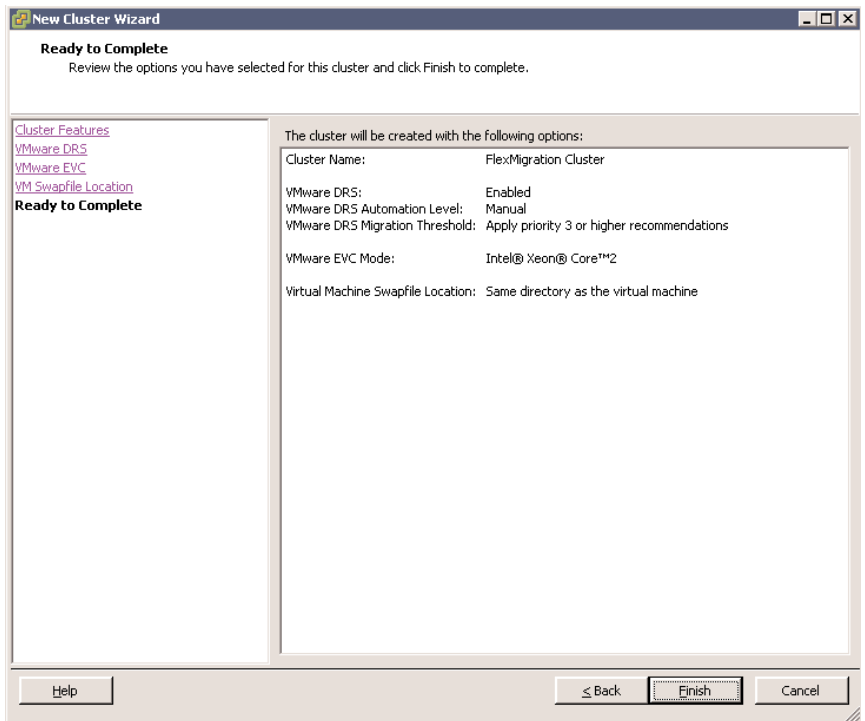 New Cluster Wizard
Ready to Complete
Review the options you have selected for this cluster and click Finish to complete.
Cluster Features
VMware DRS
VMware EVC
VM Swapfile Location
Ready to Complete
The cluster will be created with the following options:
Cluster Name: FlexMigration Cluster
VMware DRS: Enabled
VMware DRS Automation Level: Manual
VMware DRS Migration Threshold: Apply priority 3 or higher recommendations
VMware EVC Mode: Intel® Xeon® Core™2
Virtual Machine Swapfile Location: Same directory as the virtual machine
Help
≤ Back
Finish
Cancel